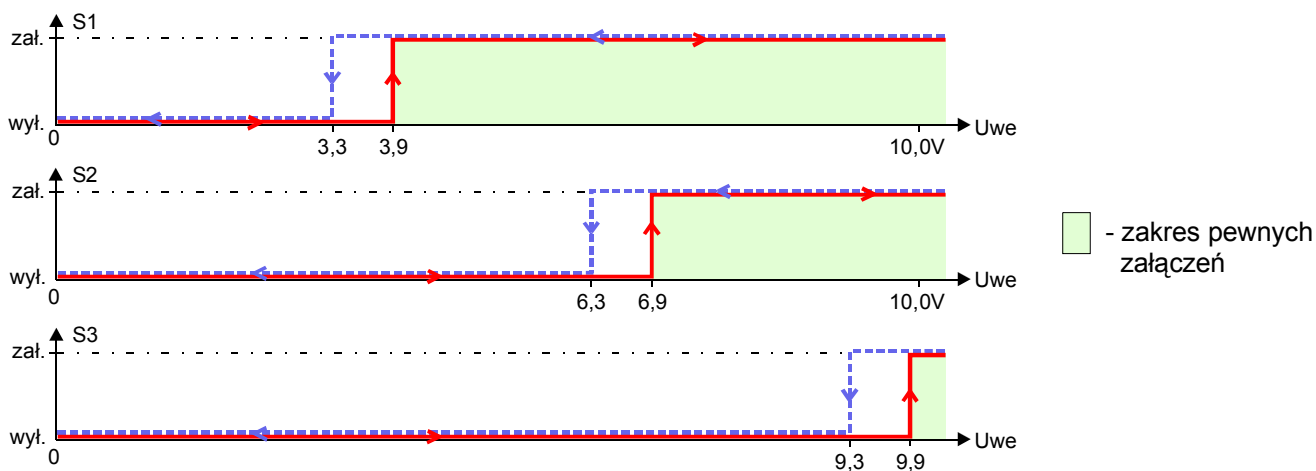 S1
zał.
wył.
0
3,3
3,9
10,0V
Uwe
S2
zał.
wył.
0
6,3
6,9
10,0V
Uwe
S3
zał.
wył.
0
9,3
9,9
Uwe
- zakres pewnych
załączeń